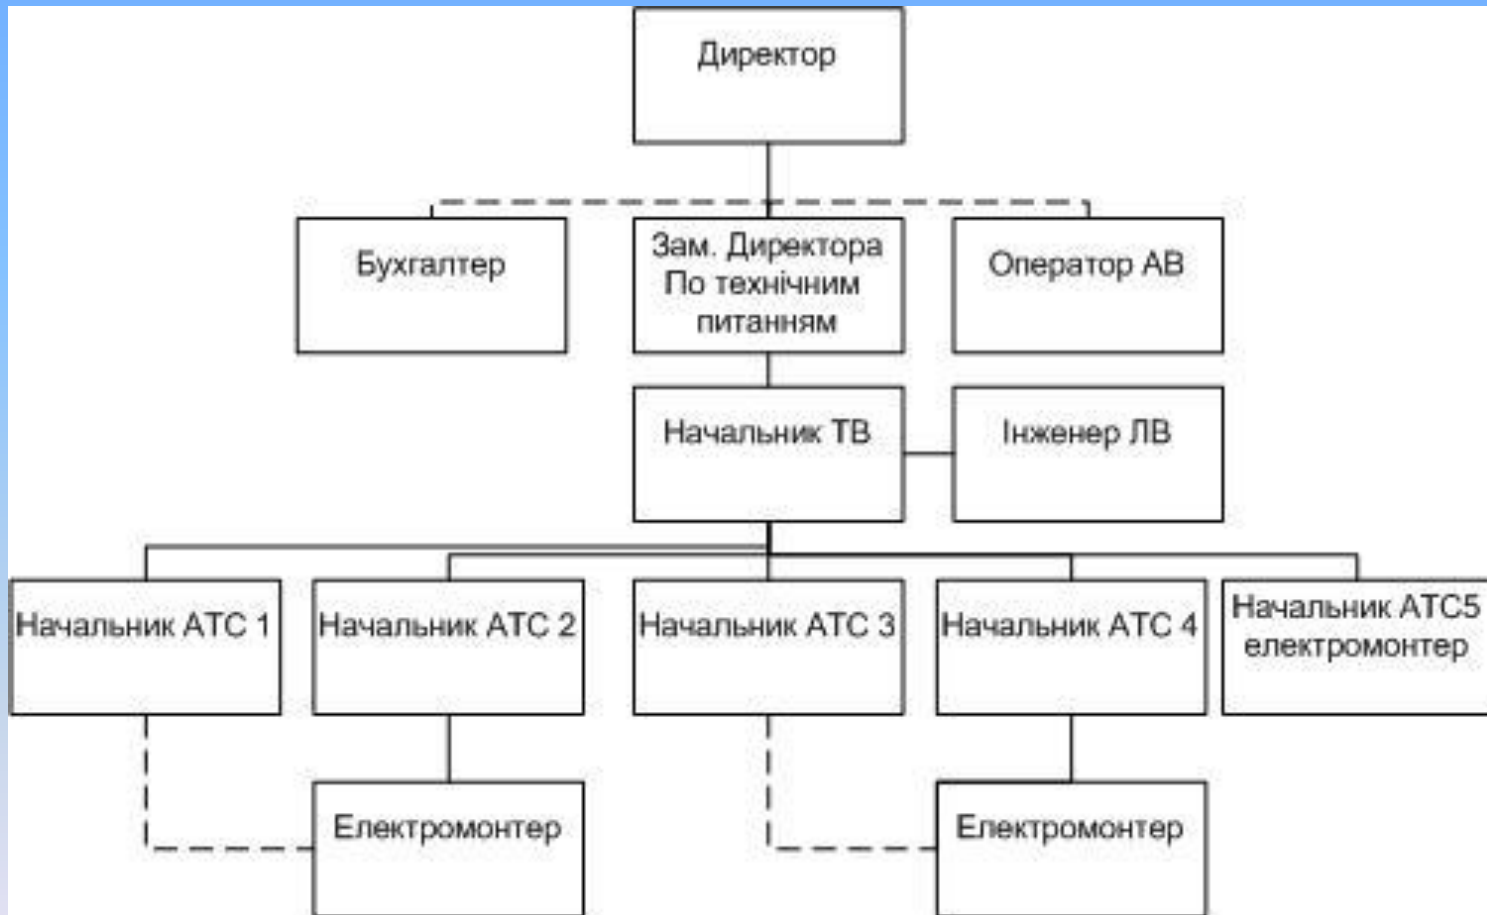 Директор
Бухгалтер
Зам. Директора
По технічним
питанням
Оператор АВ
Начальник ТВ
Інженер ЛВ
Начальник АТС 1
Начальник АТС 2
Начальник АТС 3
Начальник АТС 4
Начальник АТС5
електромонтер
Електромонтер
Електромонтер